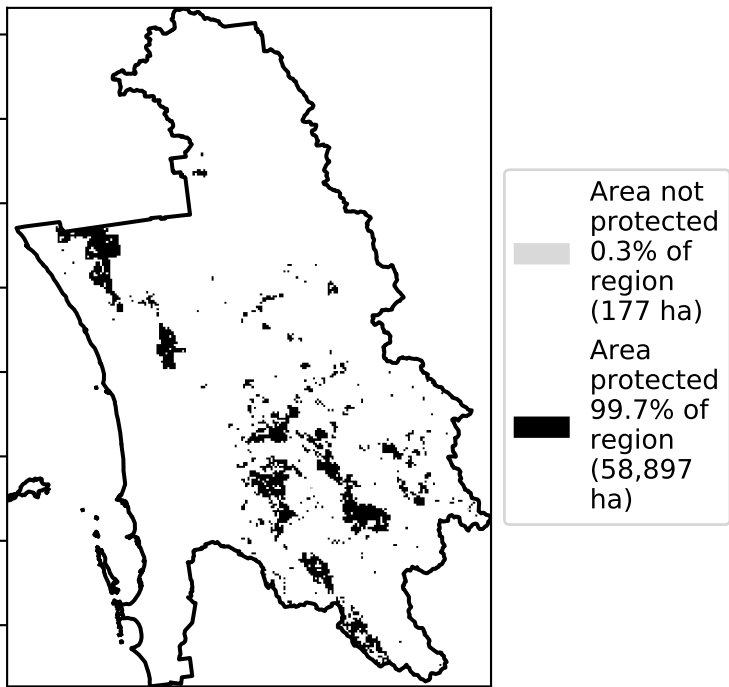 Area not
protected
0.3% of
region
(177 ha)
Area
protected
99.7% of
region
(58,897
ha)